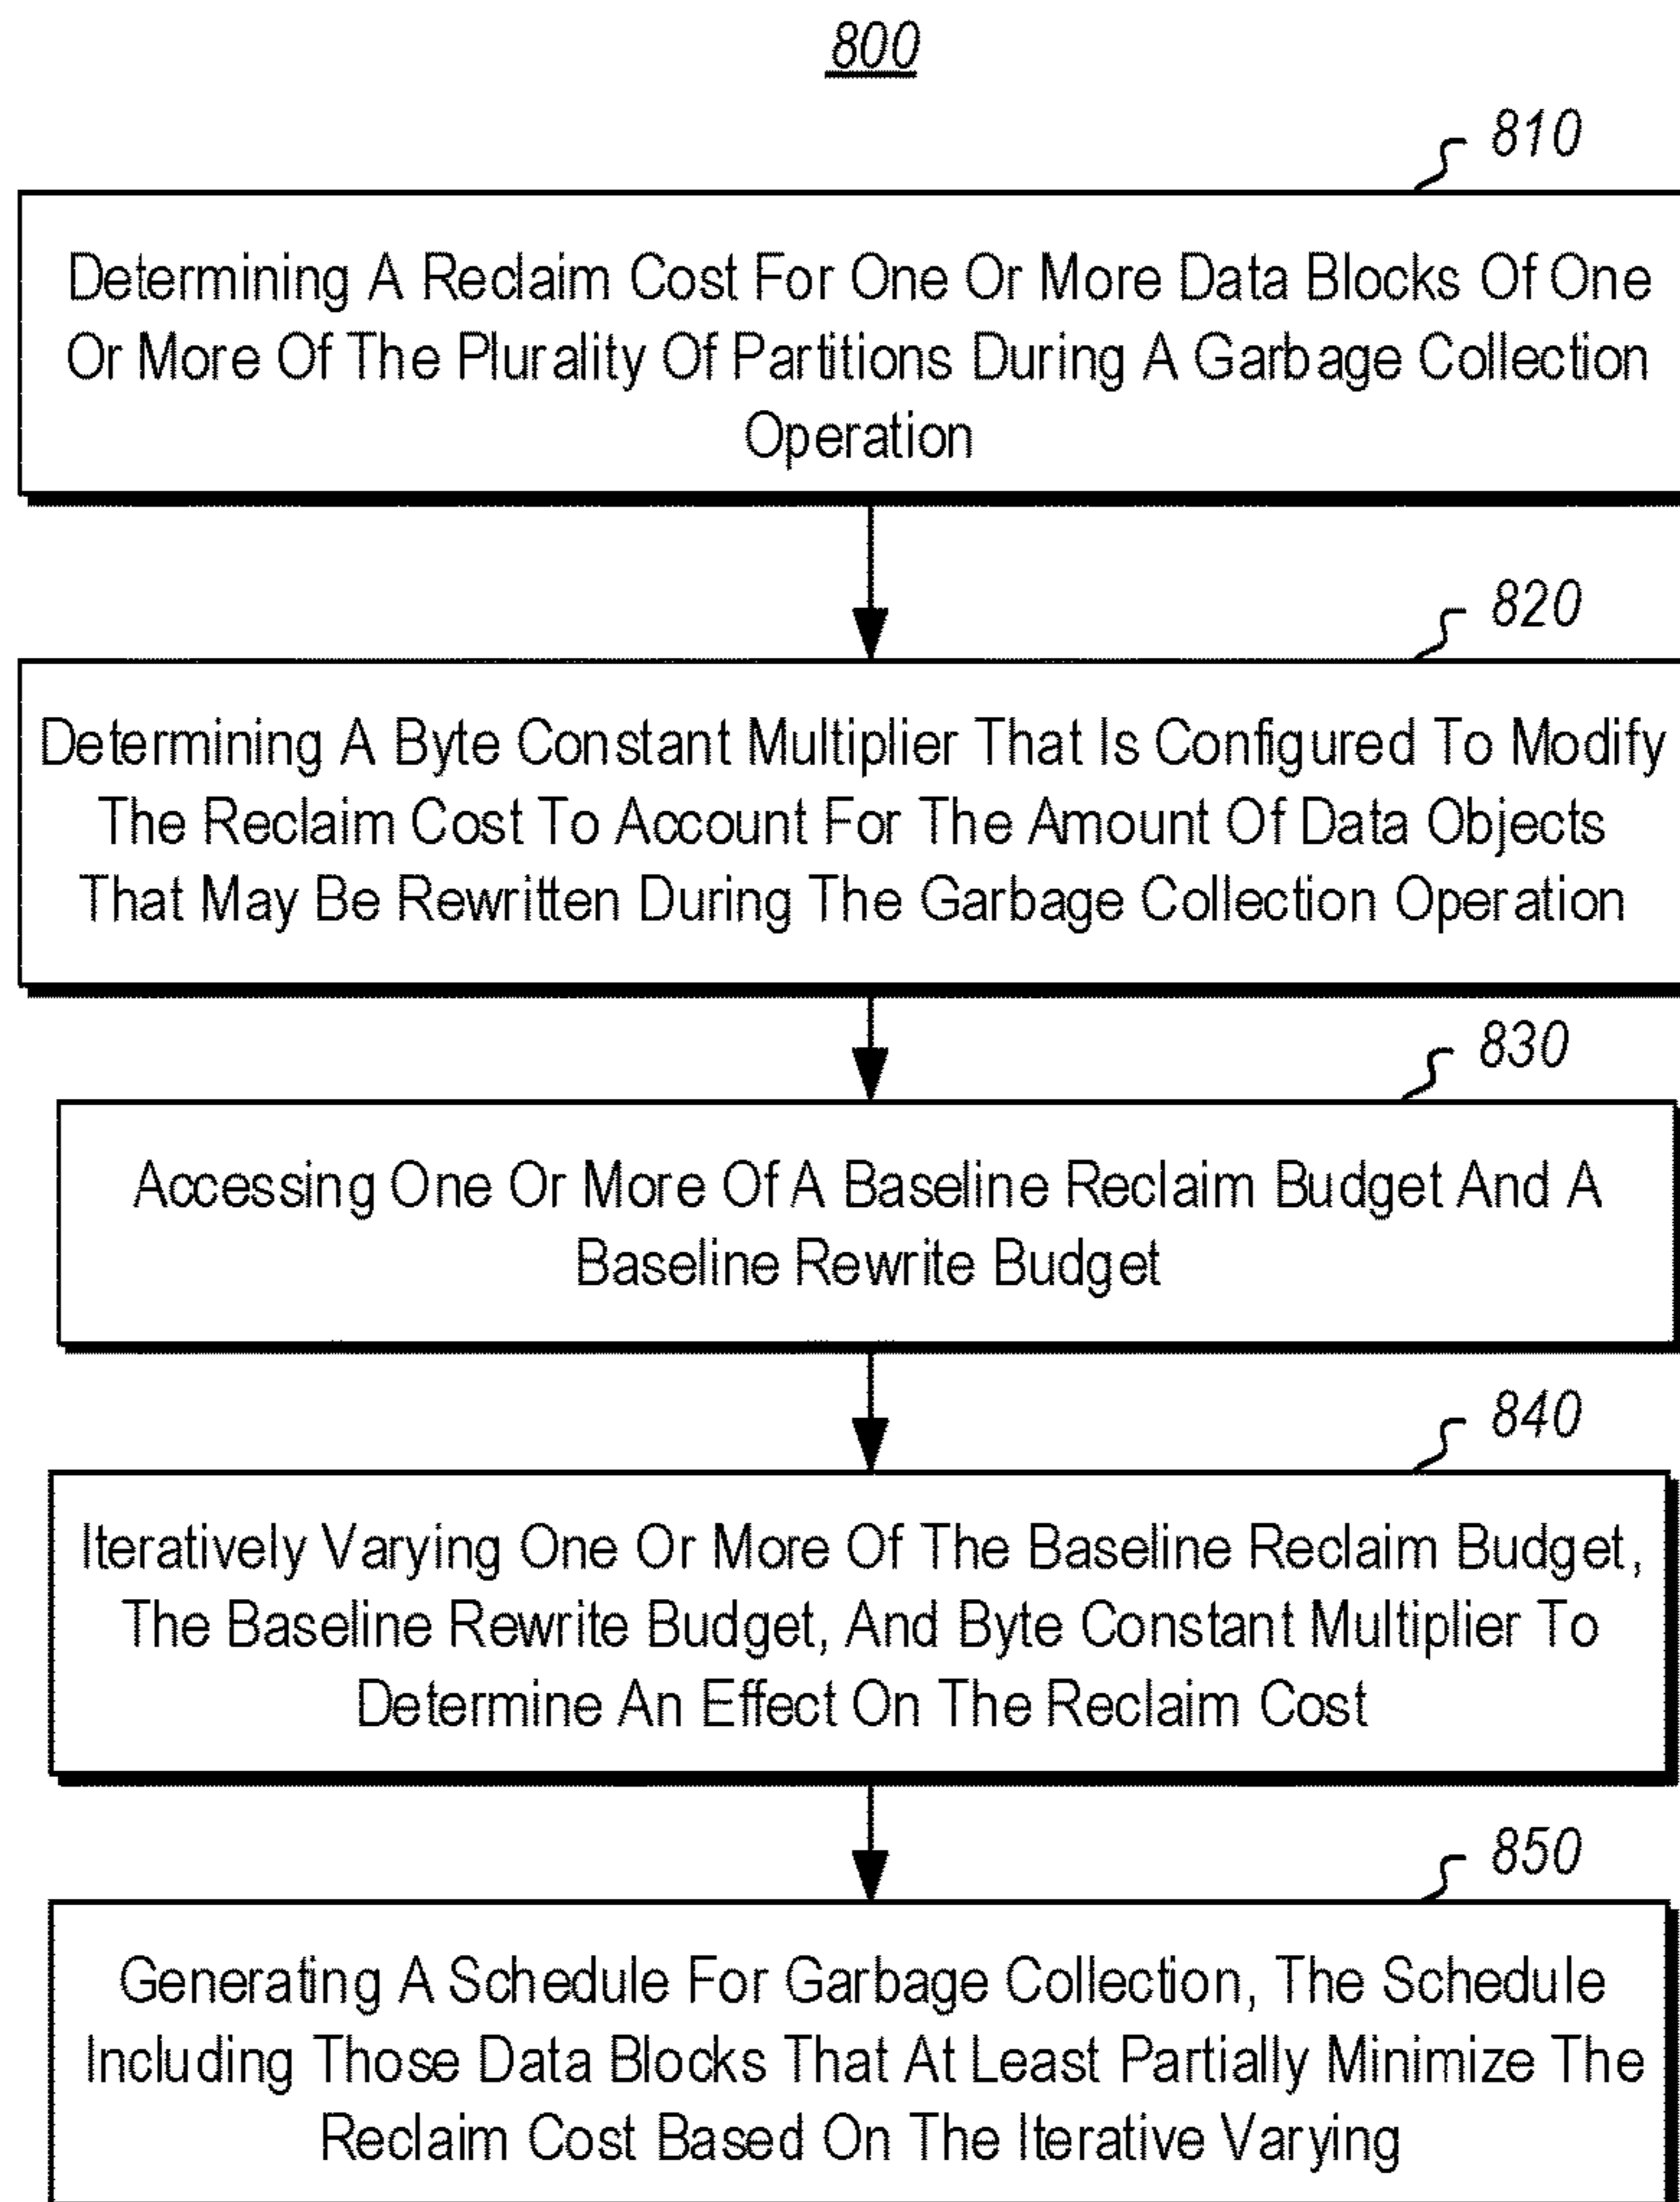 800
810
Determining A Reclaim Cost For One Or More Data Blocks Of One
Or More Of The Plurality Of Partitions During A Garbage Collection
Operation
820
Determining A Byte Constant Multiplier That Is Configured To Modify
The Reclaim Cost To Account For The Amount Of Data Objects
That May Be Rewritten During The Garbage Collection Operation
830
Accessing One Or More Of A Baseline Reclaim Budget And A
Baseline Rewrite Budget
840
Iteratively Varying One Or More Of The Baseline Reclaim Budget,
The Baseline Rewrite Budget, And Byte Constant Multiplier To
Determine An Effect On The Reclaim Cost
850
Generating A Schedule For Garbage Collection, The Schedule
Including Those Data Blocks That At Least Partially Minimize The
Reclaim Cost Based On The Iterative Varying